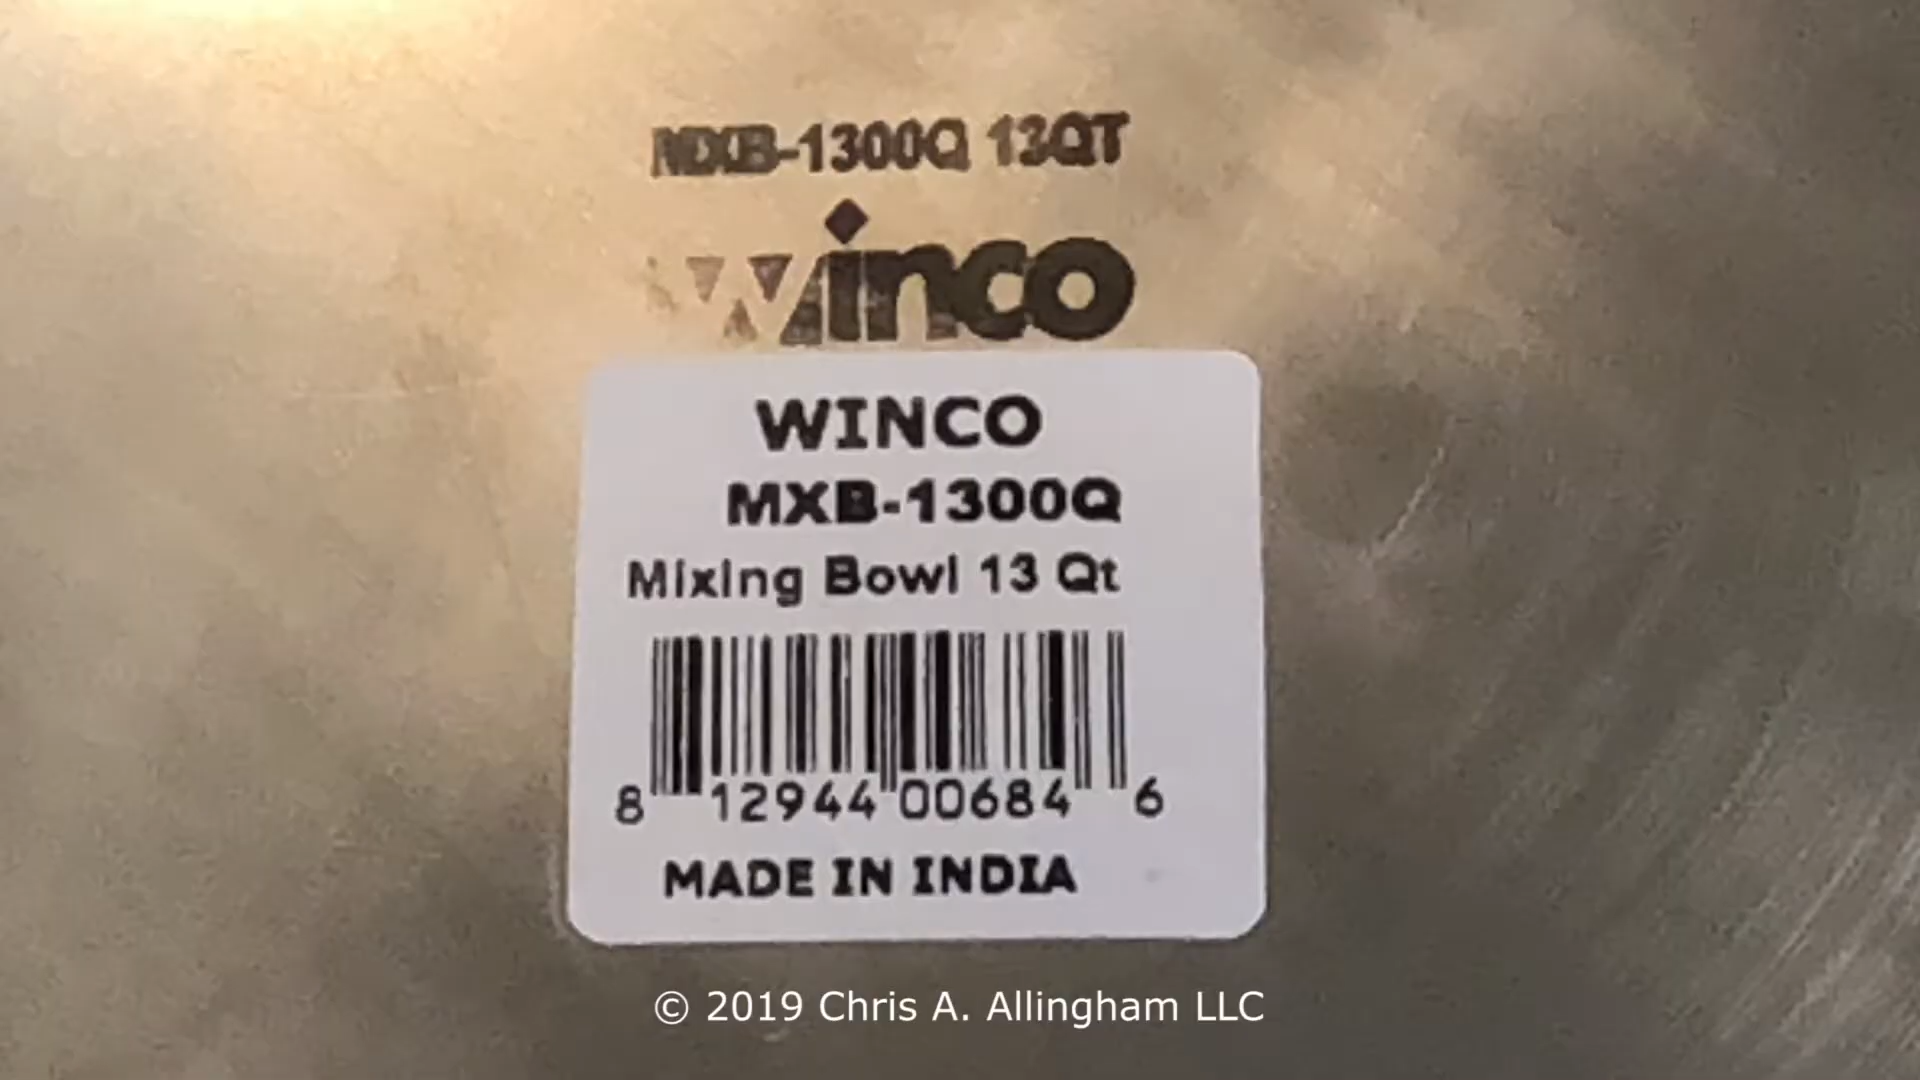 MXB-1300Q 13QT
winco
WINCO
MXB-1300Q
Mixing Bowl 13 Qt
8 12944 00684 6
MADE IN INDIA
© 2019 Chris A. Allingham LLC